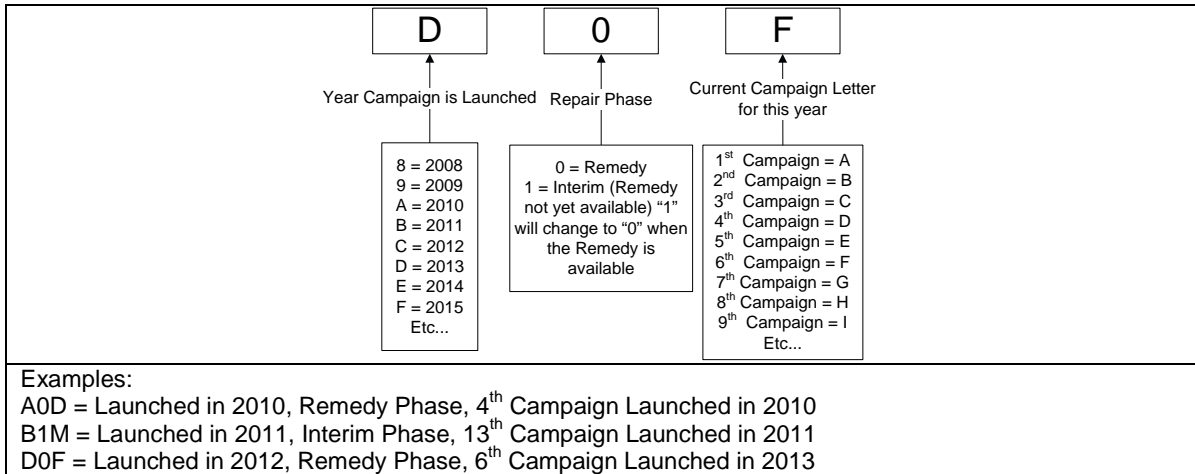 D 0 F
Year Campaign is Launched
Repair Phase
Current Campaign Letter
for this year
8 = 2008
9 = 2009
A = 2010
B = 2011
C = 2012
D = 2013
E = 2014
F = 2015
Etc...
0 = Remedy
1 = Interim (Remedy
not yet available) “1”
will change to “0” when
the Remedy is
available
1st Campaign = A
2nd Campaign = B
3rd Campaign = C
4th Campaign = D
5th Campaign = E
6th Campaign = F
7th Campaign = G
8th Campaign = H
9th Campaign = I
Etc...
Examples:
A0D = Launched in 2010, Remedy Phase, 4th Campaign Launched in 2010
B1M = Launched in 2011, Interim Phase, 13th Campaign Launched in 2011
D0F = Launched in 2012, Remedy Phase, 6th Campaign Launched in 2013